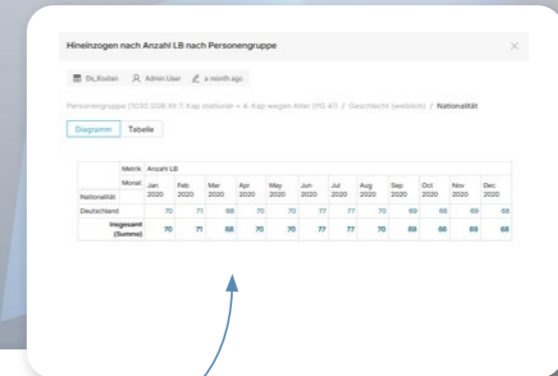 Hineinzogen nach Anzahl LB nach Personengruppe
Ds_Kosten Admin User a month ago
Personengruppe (1030 SGB XII 7. Kap stationär + 4. Kap wegen Alter (PG 41) / Geschlecht (weiblich) / Nationalität
Diagramm Tabelle
Metrik Anzahl LB
Monat Jan 2020 Feb 2020 Mar 2020 Apr 2020 May 2020 Jun 2020 Jul 2020 Aug 2020 Sep 2020 Oct 2020 Nov 2020 Dec 2020
Nationalität
Deutschland 70 71 68 70 70 77 77 70 69 66 69 68
Insgesamt (Summe) 70 71 68 70 70 77 77 70 69 66 69 68